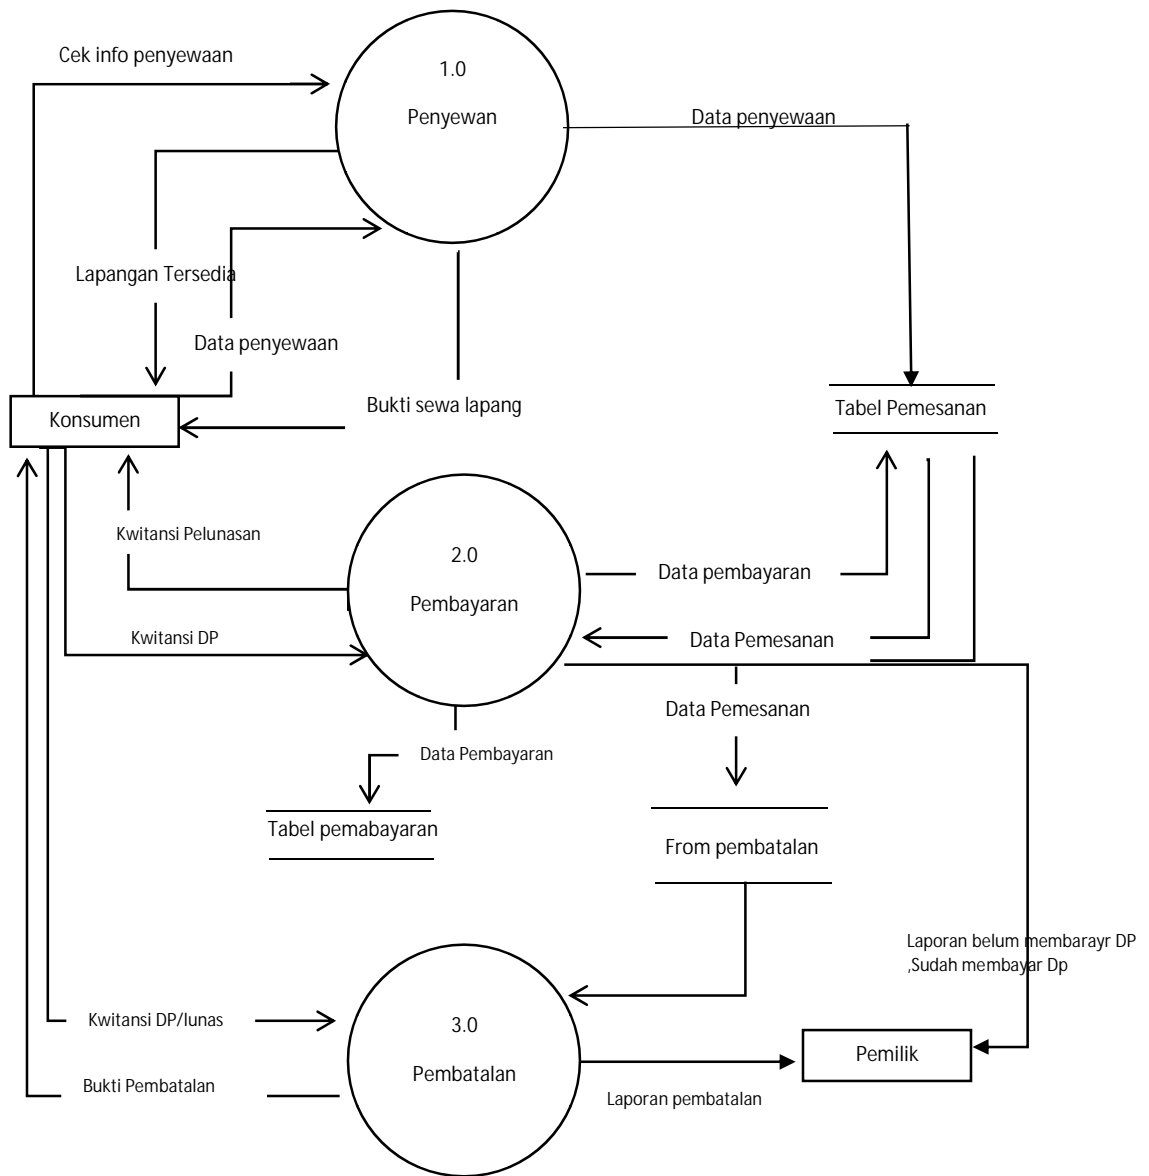 Cek info penyewaan
1.0
Penyewan
Data penyewaan
Lapangan Tersedia
Data penyewaan
Bukti sewa lapang
Konsumen
Tabel Pemesanan
Kwitansi Pelunasan
2.0
Pembayaran
Data pembayaran
Kwitansi DP
Data Pemesanan
Data Pemesanan
Data Pembayaran
Tabel pemabayaran
From pembatalan
Laporan belum membarayr DP
,Sudah membayar Dp
Kwitansi DP/lunas
3.0
Pembatalan
Pemilik
Bukti Pembatalan
Laporan pembatalan